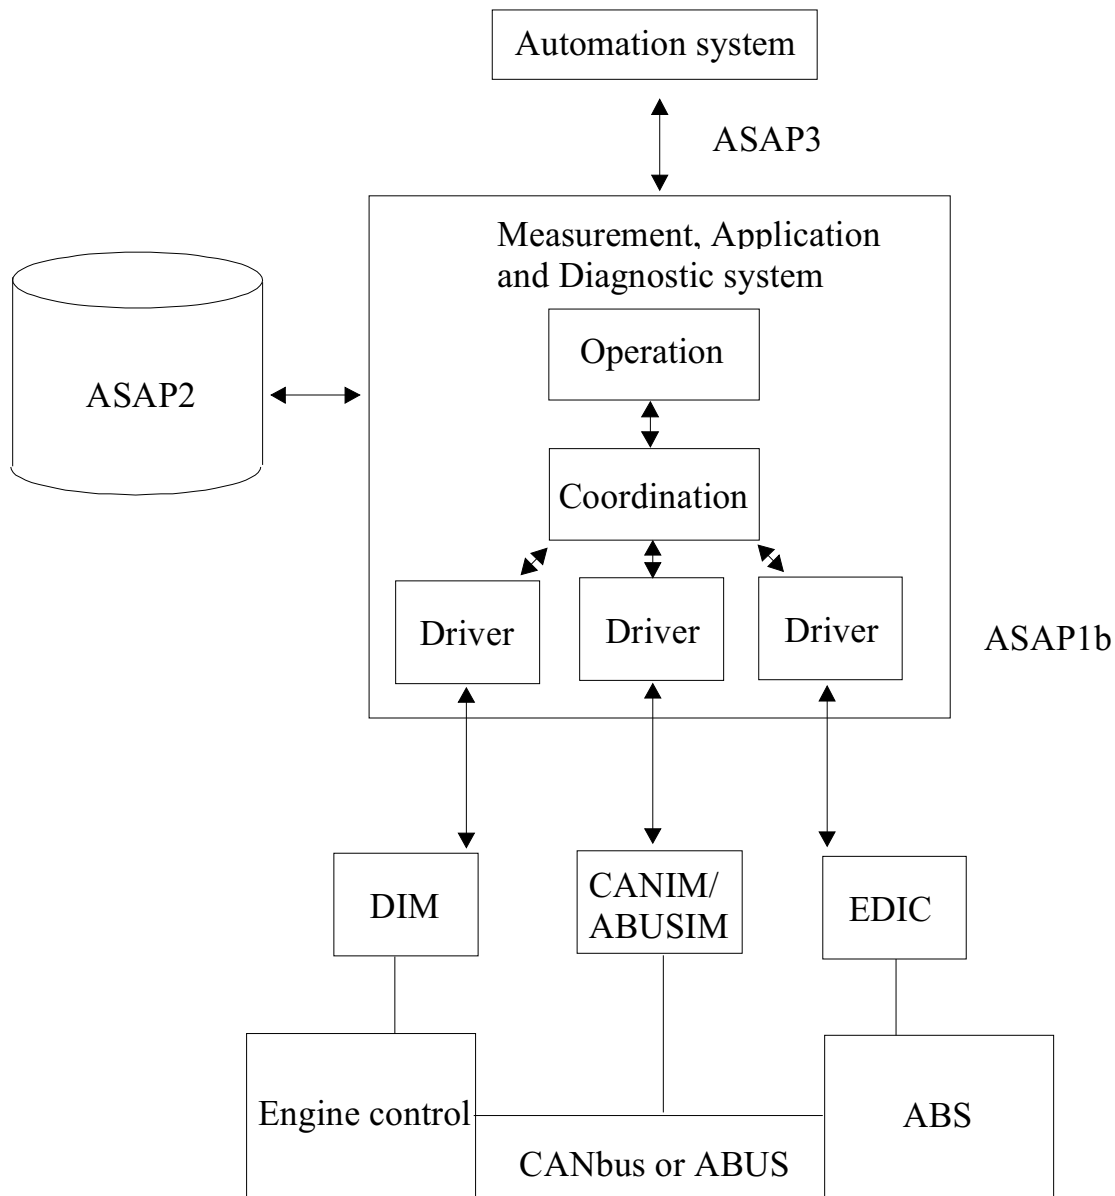 Automation system
ASAP3
Measurement, Application
and Diagnostic system
ASAP2
Operation
Coordination
Driver
Driver
Driver
ASAP1b
DIM
CANIM/
ABUSIM
EDIC
Engine control
ABS
CANbus or ABUS